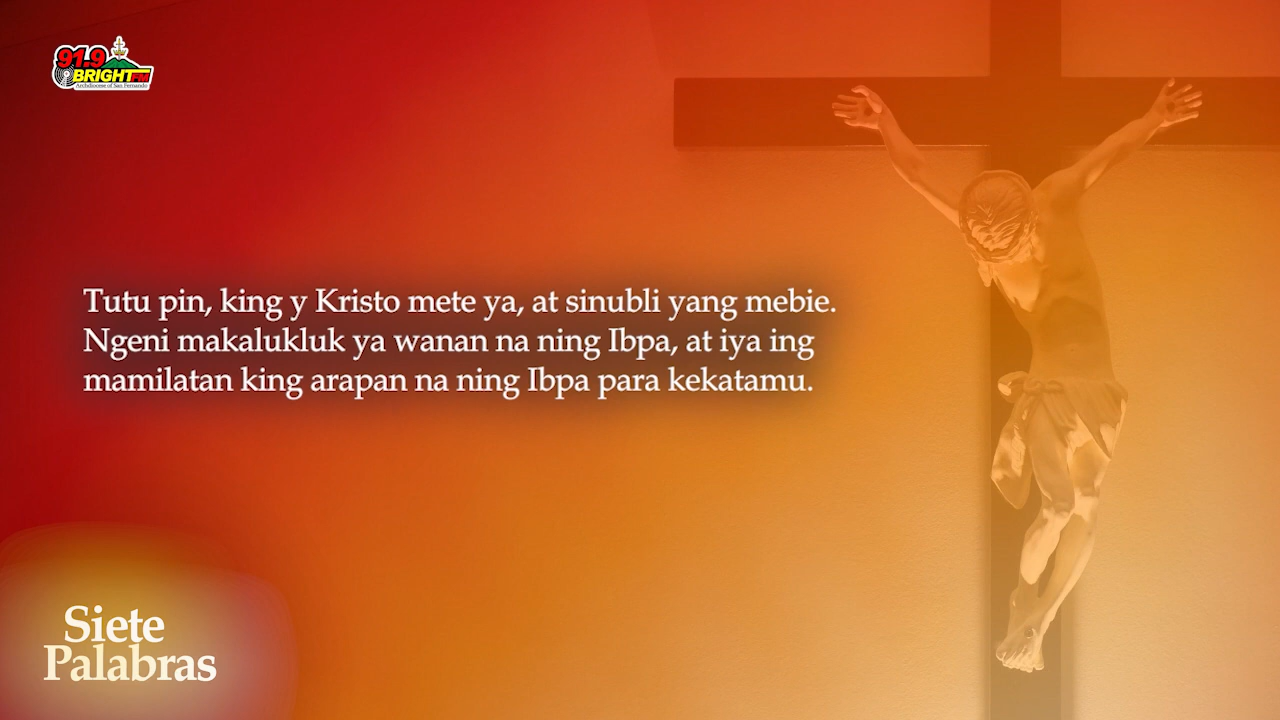 91.9
BRIGHT FM
Archdiocese of San Fernando
Tutu pin, king y Kristo mete ya, at sinubli yang mebie.
Ngeni makalukluk ya wanan na ning Ibpa, at iya ing
mamilatan king arapan na ning Ibpa para kekatamu.
Siete
Palabras